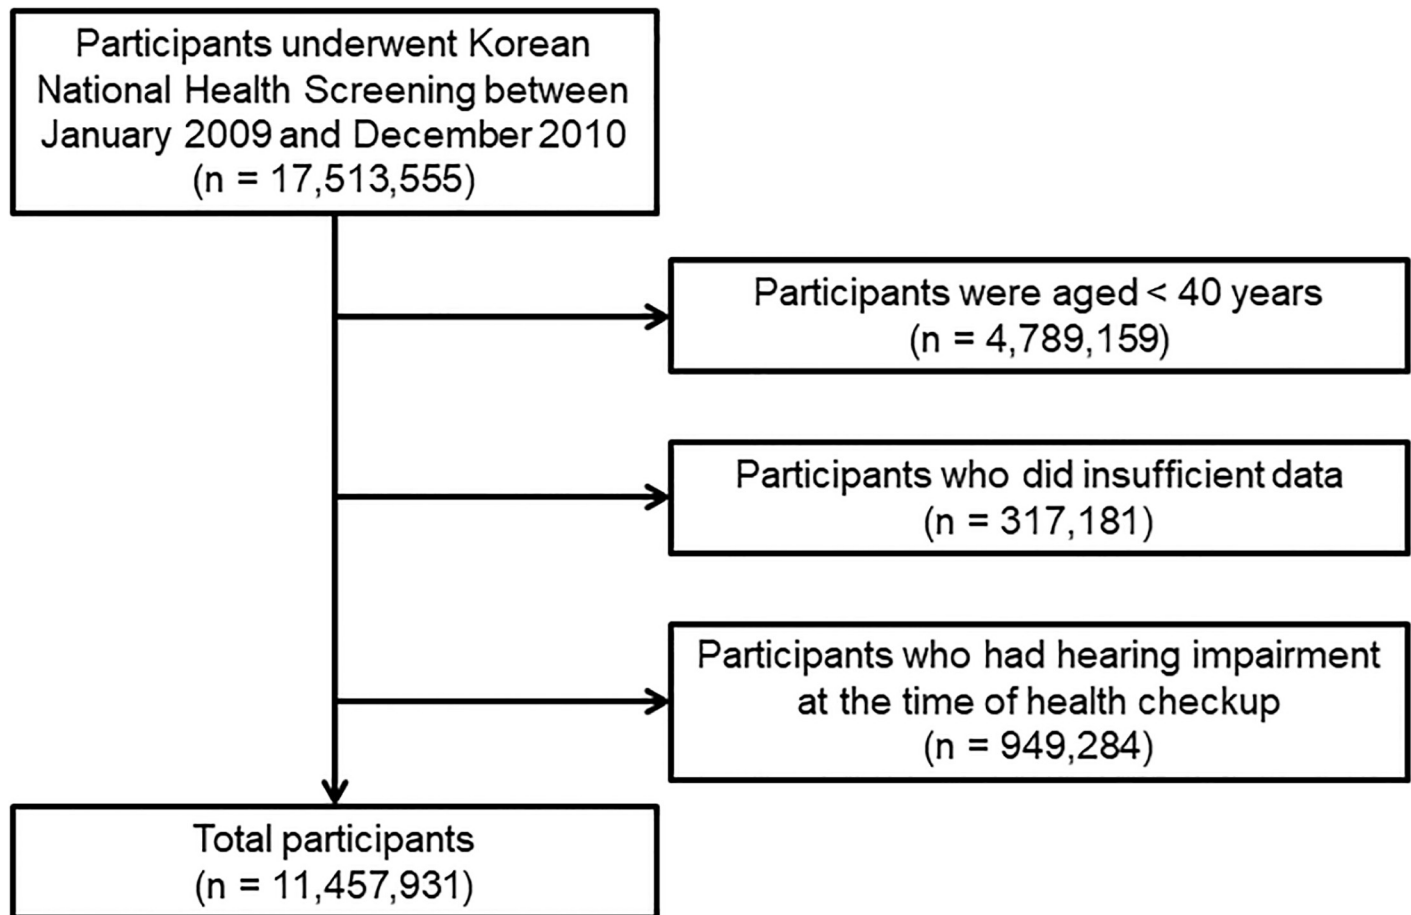 Participants underwent Korean
National Health Screening between
January 2009 and December 2010
(n = 17,513,555)
Participants were aged < 40 years
(n = 4,789,159)
Participants who did insufficient data
(n = 317,181)
Participants who had hearing impairment
at the time of health checkup
(n = 949,284)
Total participants
(n = 11,457,931)